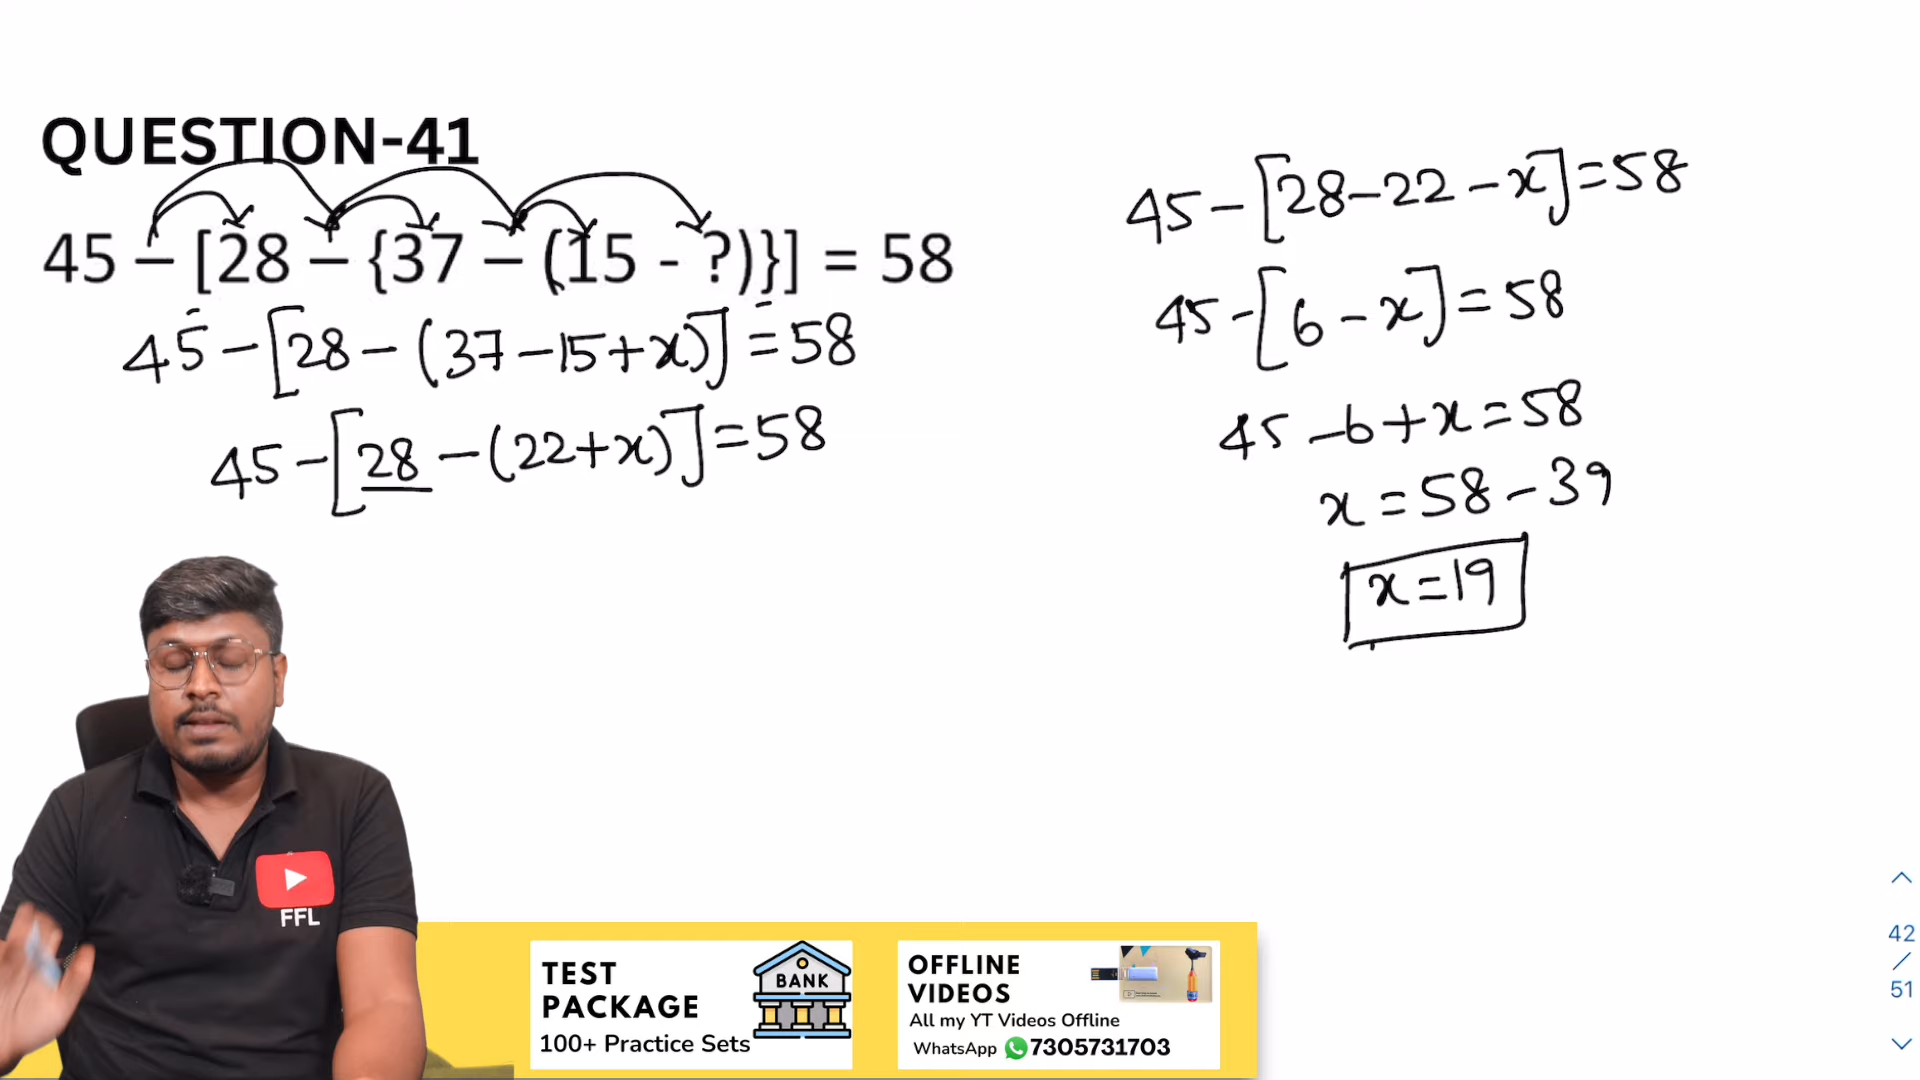 QUESTION-41
45 – [28 – {37 – (15 - ?)}] = 58
45 – [28 – (37 – 15 + x)] = 58
45 – [28 – (22 + x)] = 58
45 – [28 – 22 – x] = 58
45 – [6 – x] = 58
45 – 6 + x = 58
x = 58 – 39
x = 19
FFL
TEST
PACKAGE
100+ Practice Sets
BANK
OFFLINE
VIDEOS
All my YT Videos Offline
WhatsApp 7305731703
42
/
51